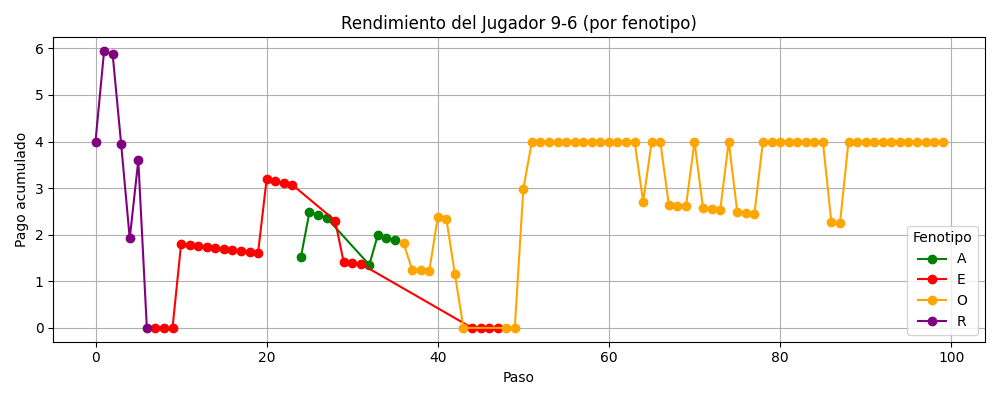 Rendimiento del Jugador 9-6 (por fenotipo)
Pago acumulado
6
5
4
3
2
1
0
0 20 40 60 80 100
Paso
Fenotipo
A
E
O
R